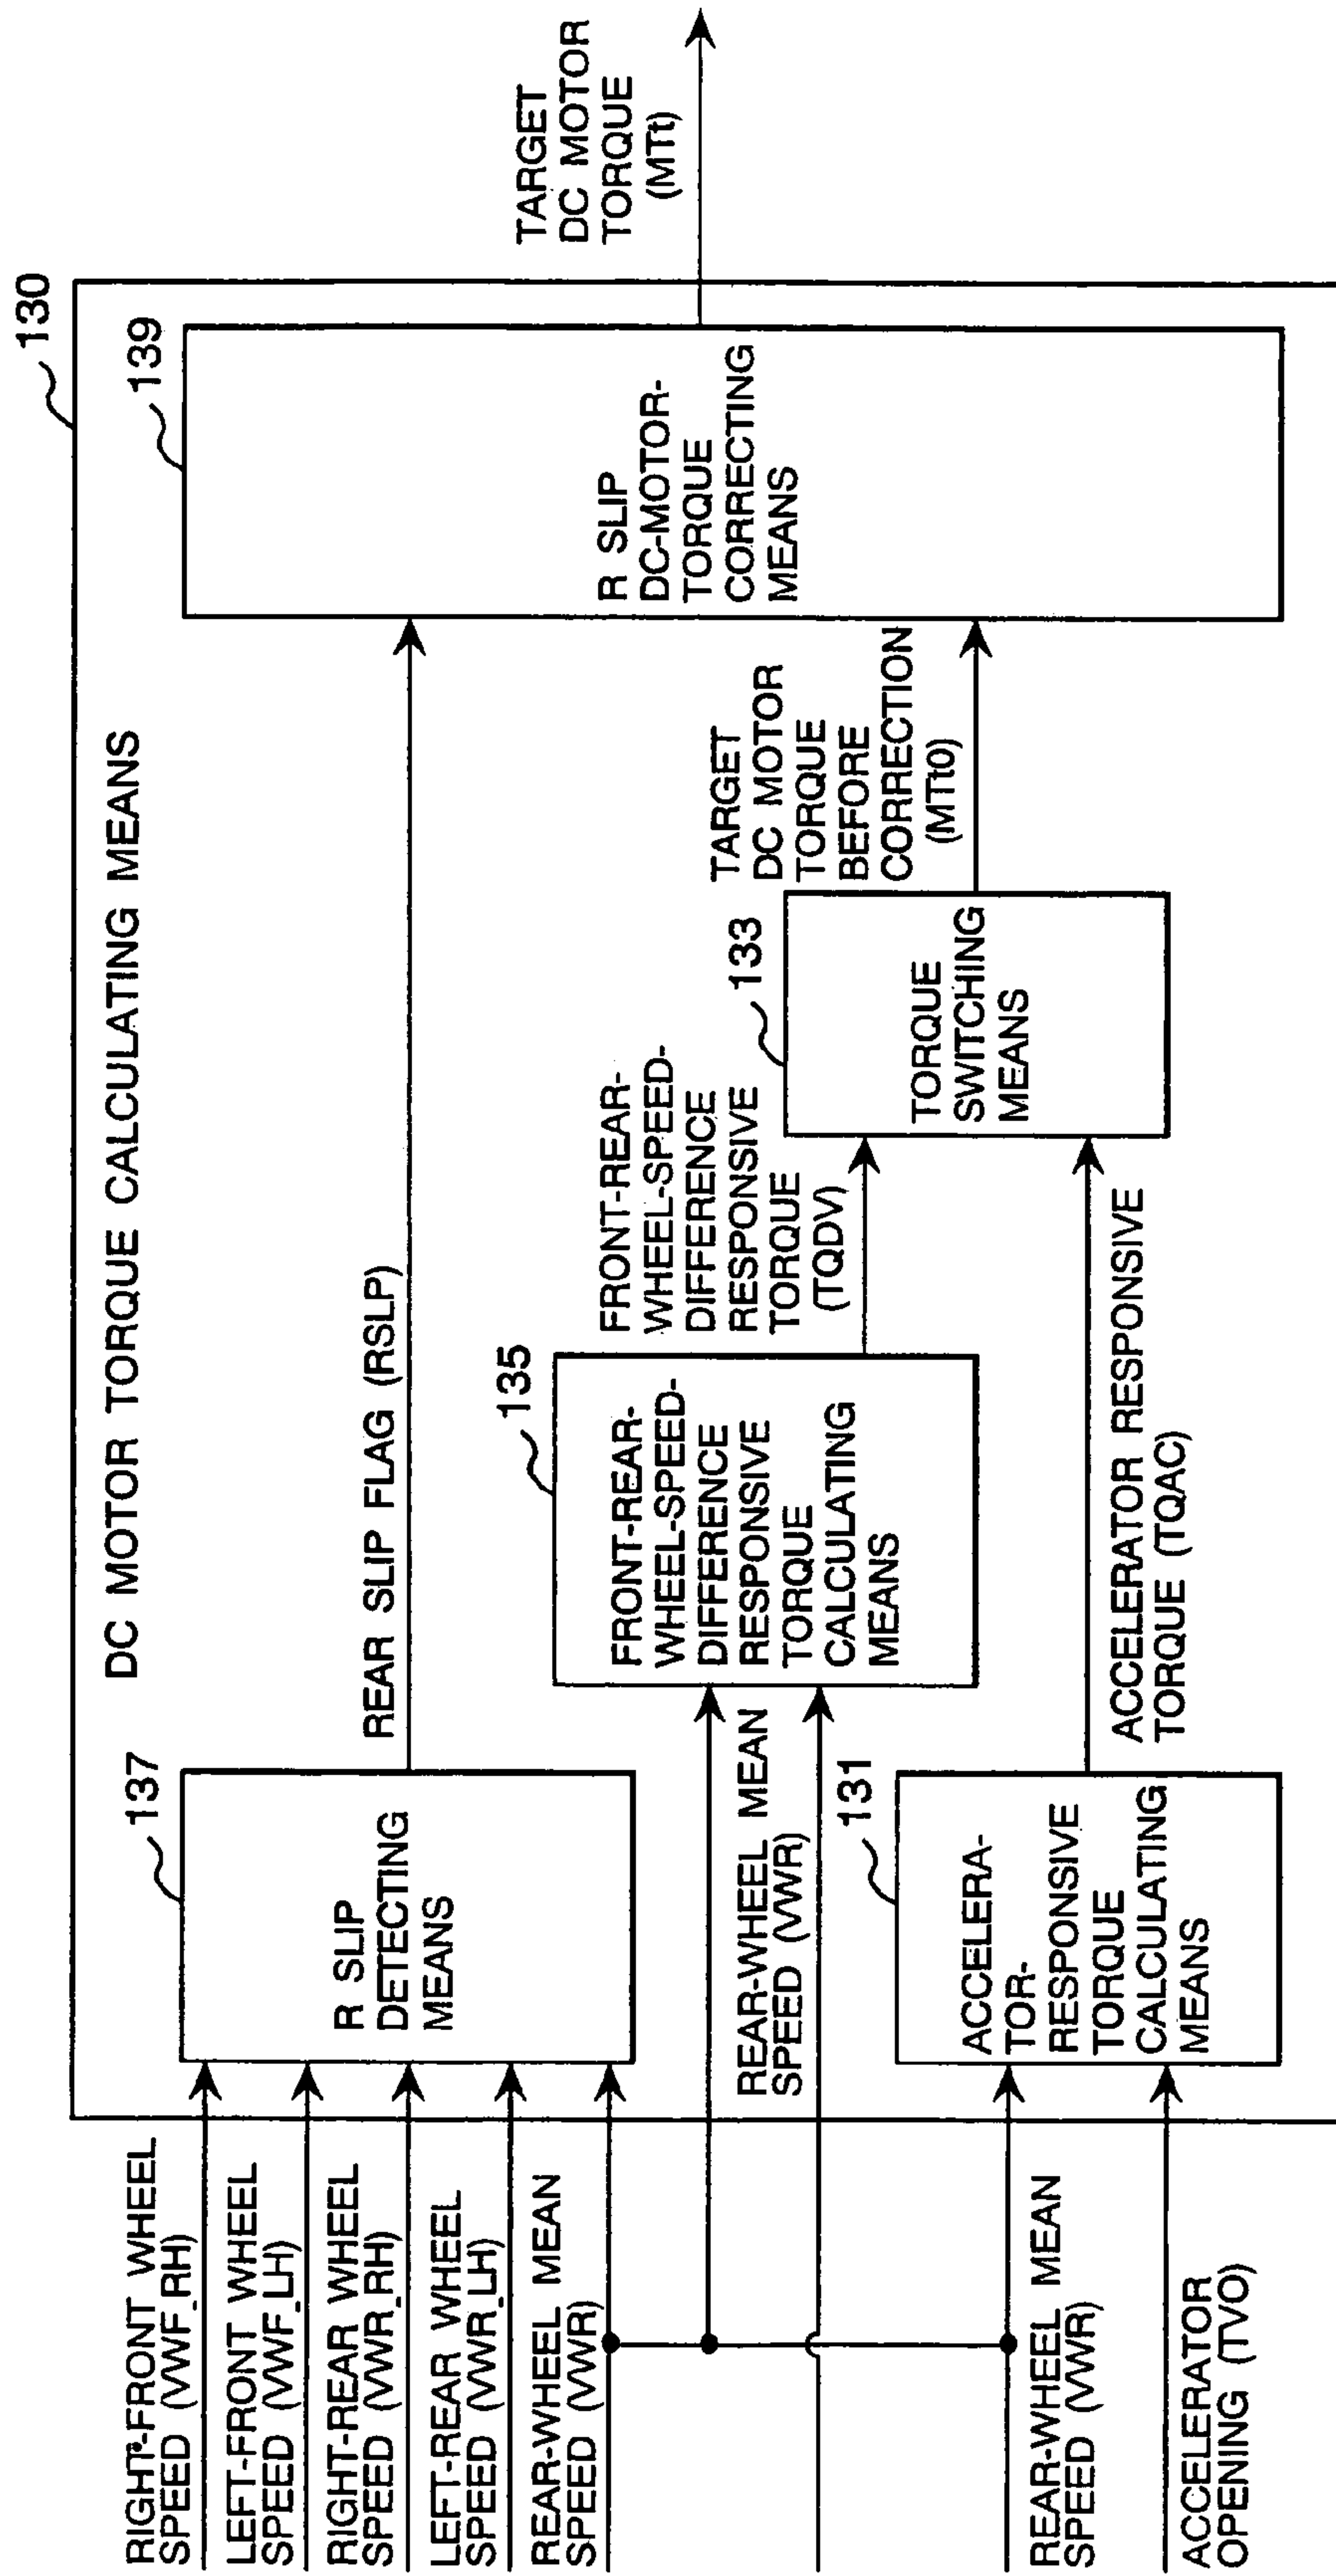 130
DC MOTOR TORQUE CALCULATING MEANS
137
139
RIGHT-FRONT WHEEL
SPEED (VWF_RH)
LEFT-FRONT WHEEL
SPEED (VWF_LH)
RIGHT-REAR WHEEL
SPEED (VWR_RH)
LEFT-REAR WHEEL
SPEED (VWR_LH)
REAR-WHEEL MEAN
SPEED (VWR)
R SLIP
DETECTING
MEANS
REAR SLIP FLAG (RSLP)
R SLIP
DC-MOTOR-
TORQUE
CORRECTING
MEANS
TARGET
DC MOTOR
TORQUE
(MTt)
135
FRONT-REAR-
WHEEL-SPEED-
DIFFERENCE
RESPONSIVE
TORQUE
CALCULATING
MEANS
FRONT-REAR-
WHEEL-SPEED-
DIFFERENCE
RESPONSIVE
TORQUE
(TQDV)
133
TORQUE
SWITCHING
MEANS
TARGET
DC MOTOR
TORQUE
BEFORE
CORRECTION
(MTt0)
REAR-WHEEL MEAN
SPEED (VWR)
131
ACCELERA-
TOR-
RESPONSIVE
TORQUE
CALCULATING
MEANS
ACCELERATOR RESPONSIVE
TORQUE (TQAC)
REAR-WHEEL MEAN
SPEED (VWR)
ACCELERATOR
OPENING (TVO)